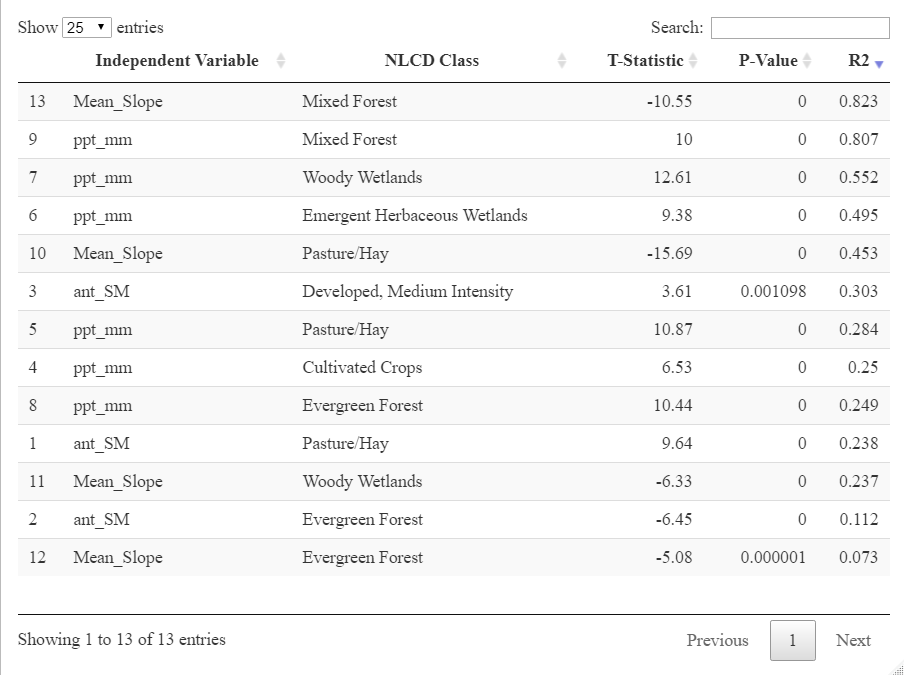 Show 25 entries Search:
Independent Variable NLCD Class T-Statistic P-Value R2
13 Mean_Slope Mixed Forest -10.55 0 0.823
9 ppt_mm Mixed Forest 10 0 0.807
7 ppt_mm Woody Wetlands 12.61 0 0.552
6 ppt_mm Emergent Herbaceous Wetlands 9.38 0 0.495
10 Mean_Slope Pasture/Hay -15.69 0 0.453
3 ant_SM Developed, Medium Intensity 3.61 0.001098 0.303
5 ppt_mm Pasture/Hay 10.87 0 0.284
4 ppt_mm Cultivated Crops 6.53 0 0.25
8 ppt_mm Evergreen Forest 10.44 0 0.249
1 ant_SM Pasture/Hay 9.64 0 0.238
11 Mean_Slope Woody Wetlands -6.33 0 0.237
2 ant_SM Evergreen Forest -6.45 0 0.112
12 Mean_Slope Evergreen Forest -5.08 0.000001 0.073
Showing 1 to 13 of 13 entries Previous 1 Next